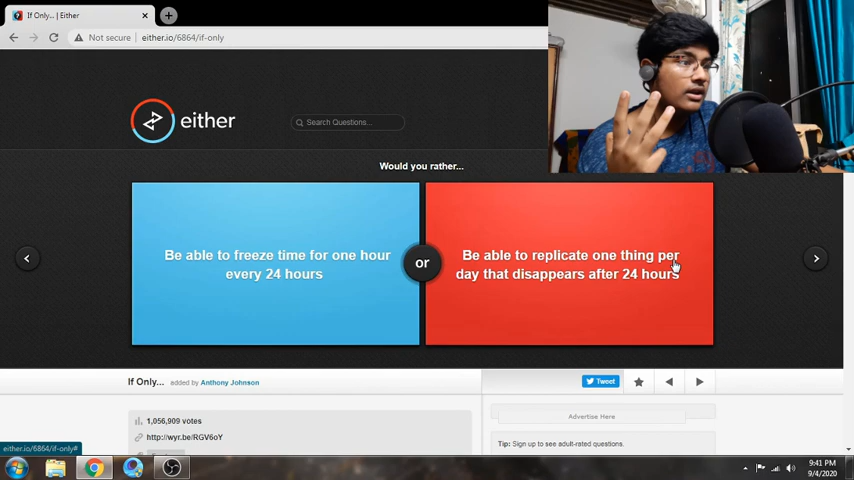 If Only... | Either
Not secure | either.io/6864/if-only
either
Search Questions...
Would you rather...
Be able to freeze time for one hour
every 24 hours
or
Be able to replicate one thing per
day that disappears after 24 hours
If Only... added by Anthony Johnson
Tweet
1,056,909 votes
Advertise Here
http://wyr.be/RGV6oY
Tip: Sign up to see adult-rated questions.
either.io/6864/if-only#
9:41 PM
9/4/2020